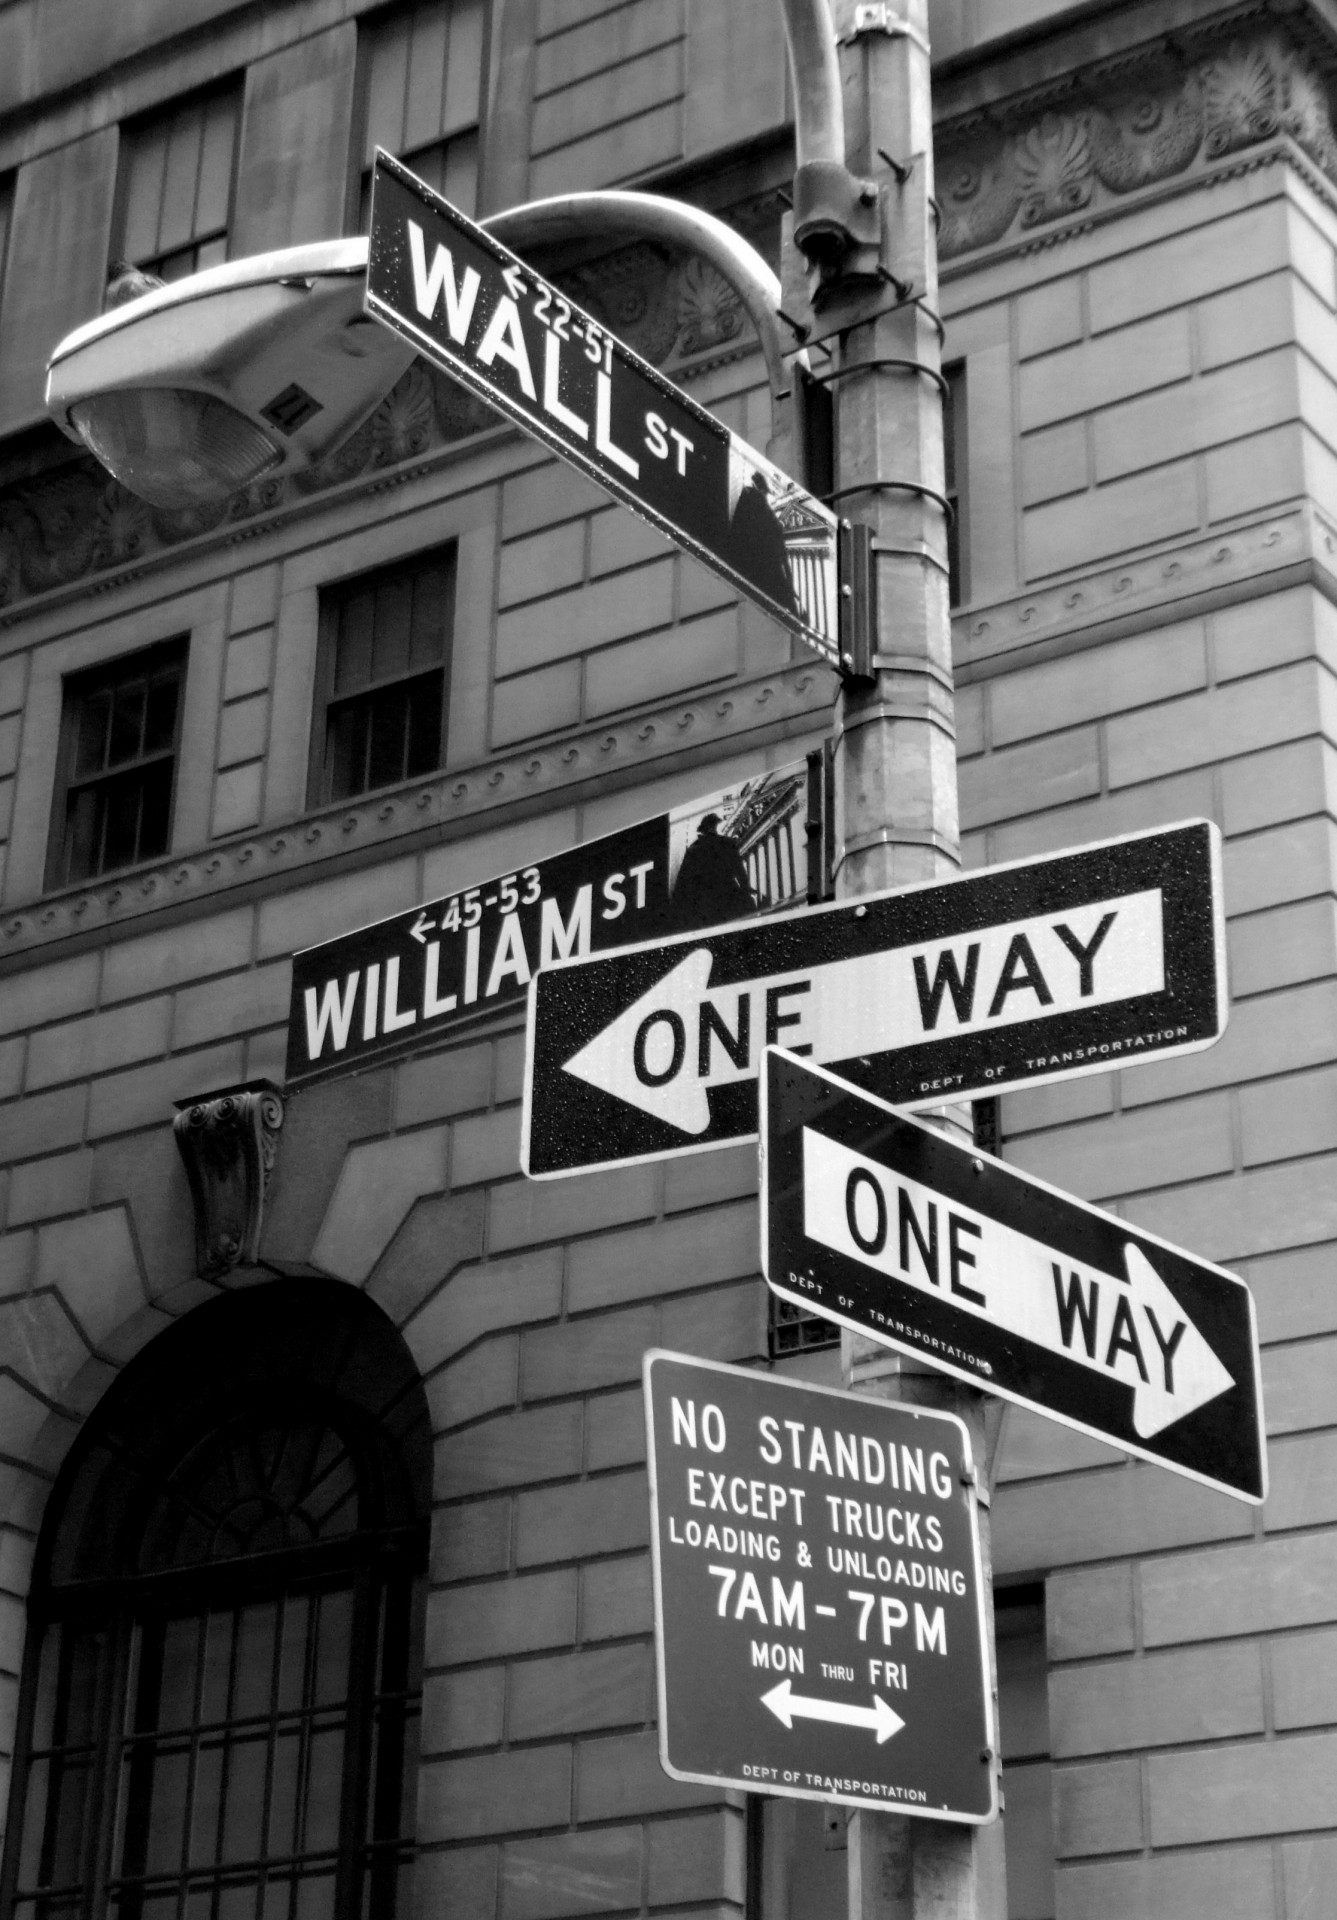 ← 22-51
WALL ST
← 45-53
WILLIAM ST
ONE WAY
DEPT OF TRANSPORTATION
ONE WAY
DEPT OF TRANSPORTATION
NO STANDING
EXCEPT TRUCKS
LOADING & UNLOADING
7AM-7PM
MON THRU FRI
DEPT OF TRANSPORTATION